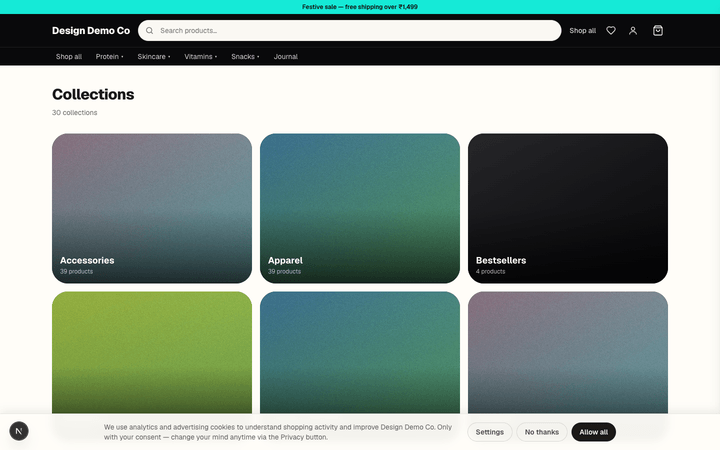 Festive sale — free shipping over ₹1,499
Design Demo Co
Search products...
Shop all
Shop all
Protein
Skincare
Vitamins
Snacks
Journal
Collections
30 collections
Accessories
39 products
Apparel
39 products
Bestsellers
4 products
We use analytics and advertising cookies to understand shopping activity and improve Design Demo Co. Only
with your consent — change your mind anytime via the Privacy button.
Settings
No thanks
Allow all
N